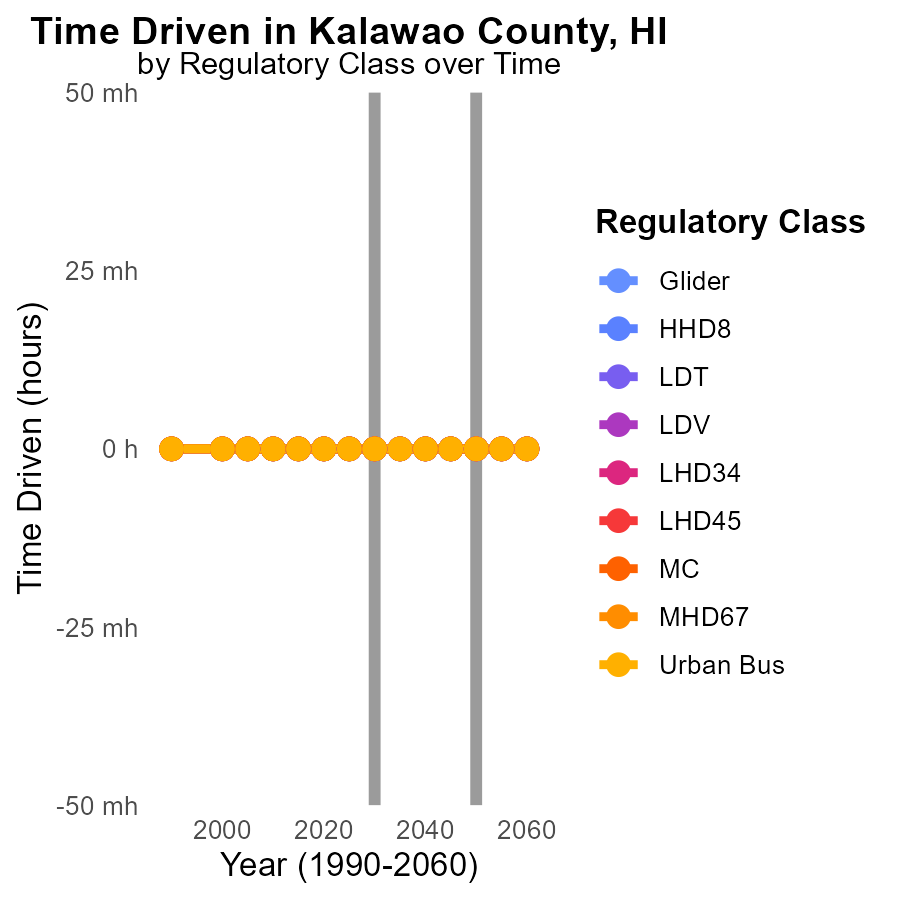 Time Driven in Kalawao County, HI
by Regulatory Class over Time
50 mh
25 mh
0 h
-25 mh
-50 mh
Time Driven (hours)
2000 2020 2040 2060
Year (1990-2060)
Regulatory Class
Glider
HHD8
LDT
LDV
LHD34
LHD45
MC
MHD67
Urban Bus